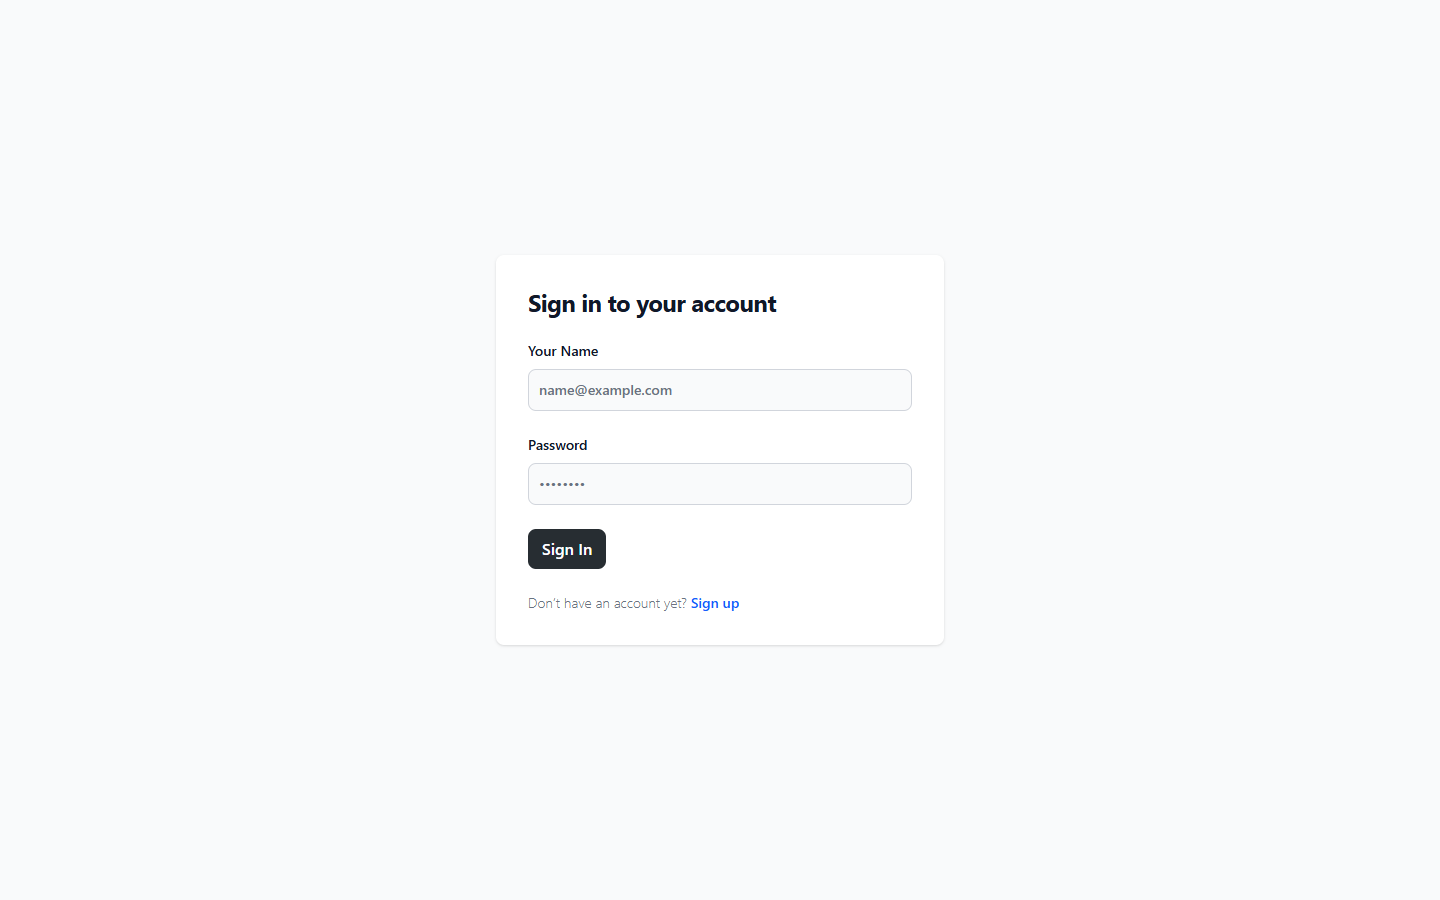 Sign in to your account
Your Name
name@example.com
Password
••••••••
Sign In
Don't have an account yet? Sign up